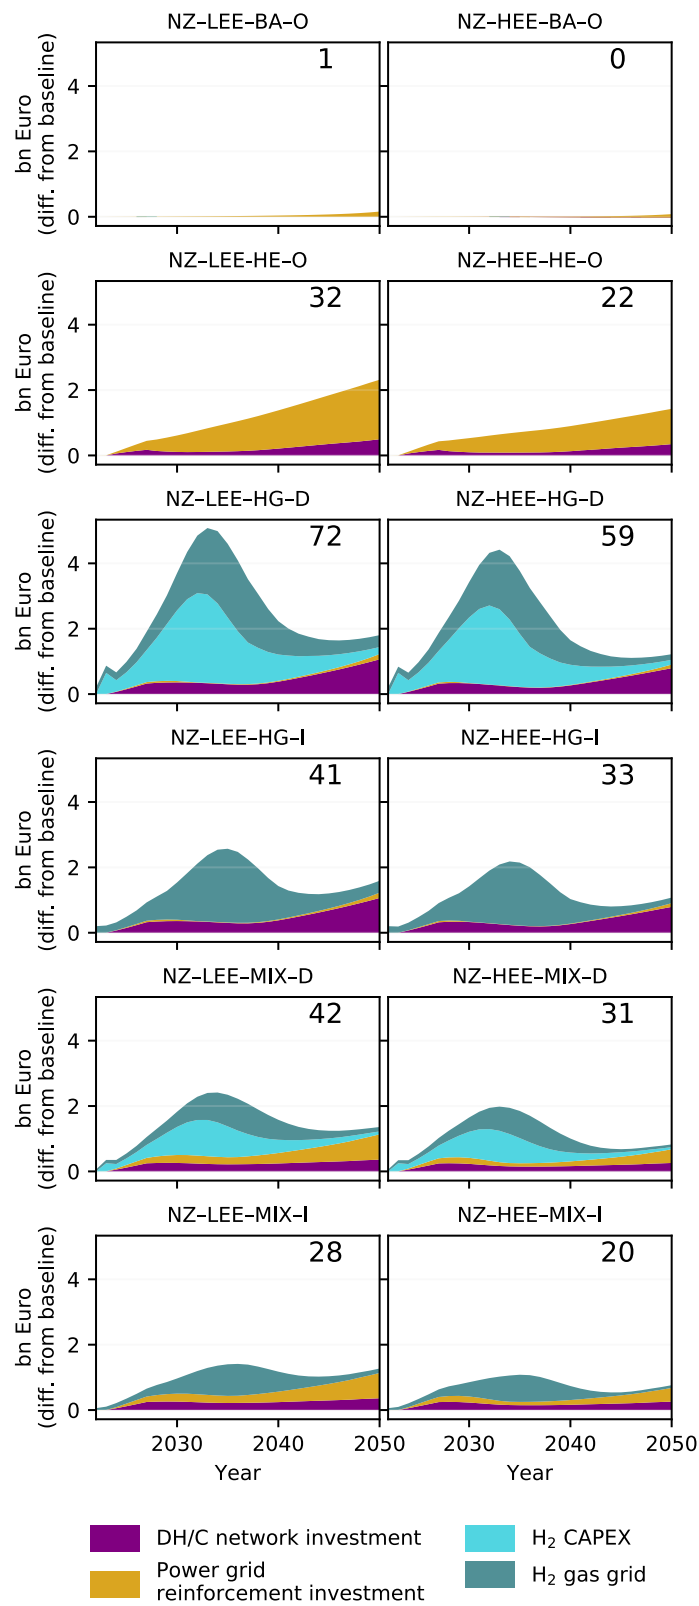 NZ–LEE–BA–O
NZ–HEE–BA–O
bn Euro
(diff. from baseline)
4
2
0
1
0
NZ–LEE-HE–O
NZ–HEE–HE–O
bn Euro
(diff. from baseline)
4
2
0
32
22
NZ–LEE–HG–D
NZ–HEE–HG–D
bn Euro
(diff. from baseline)
4
2
0
72
59
NZ–LEE–HG–I
NZ–HEE–HG–I
bn Euro
(diff. from baseline)
4
2
0
41
33
NZ–LEE–MIX–D
NZ–HEE–MIX–D
bn Euro
(diff. from baseline)
4
2
0
42
31
NZ–LEE–MIX–I
NZ–HEE–MIX–I
bn Euro
(diff. from baseline)
4
2
0
28
20
2030 2040 2050
2030 2040 2050
Year
Year
DH/C network investment
Power grid
reinforcement investment
H₂ CAPEX
H₂ gas grid